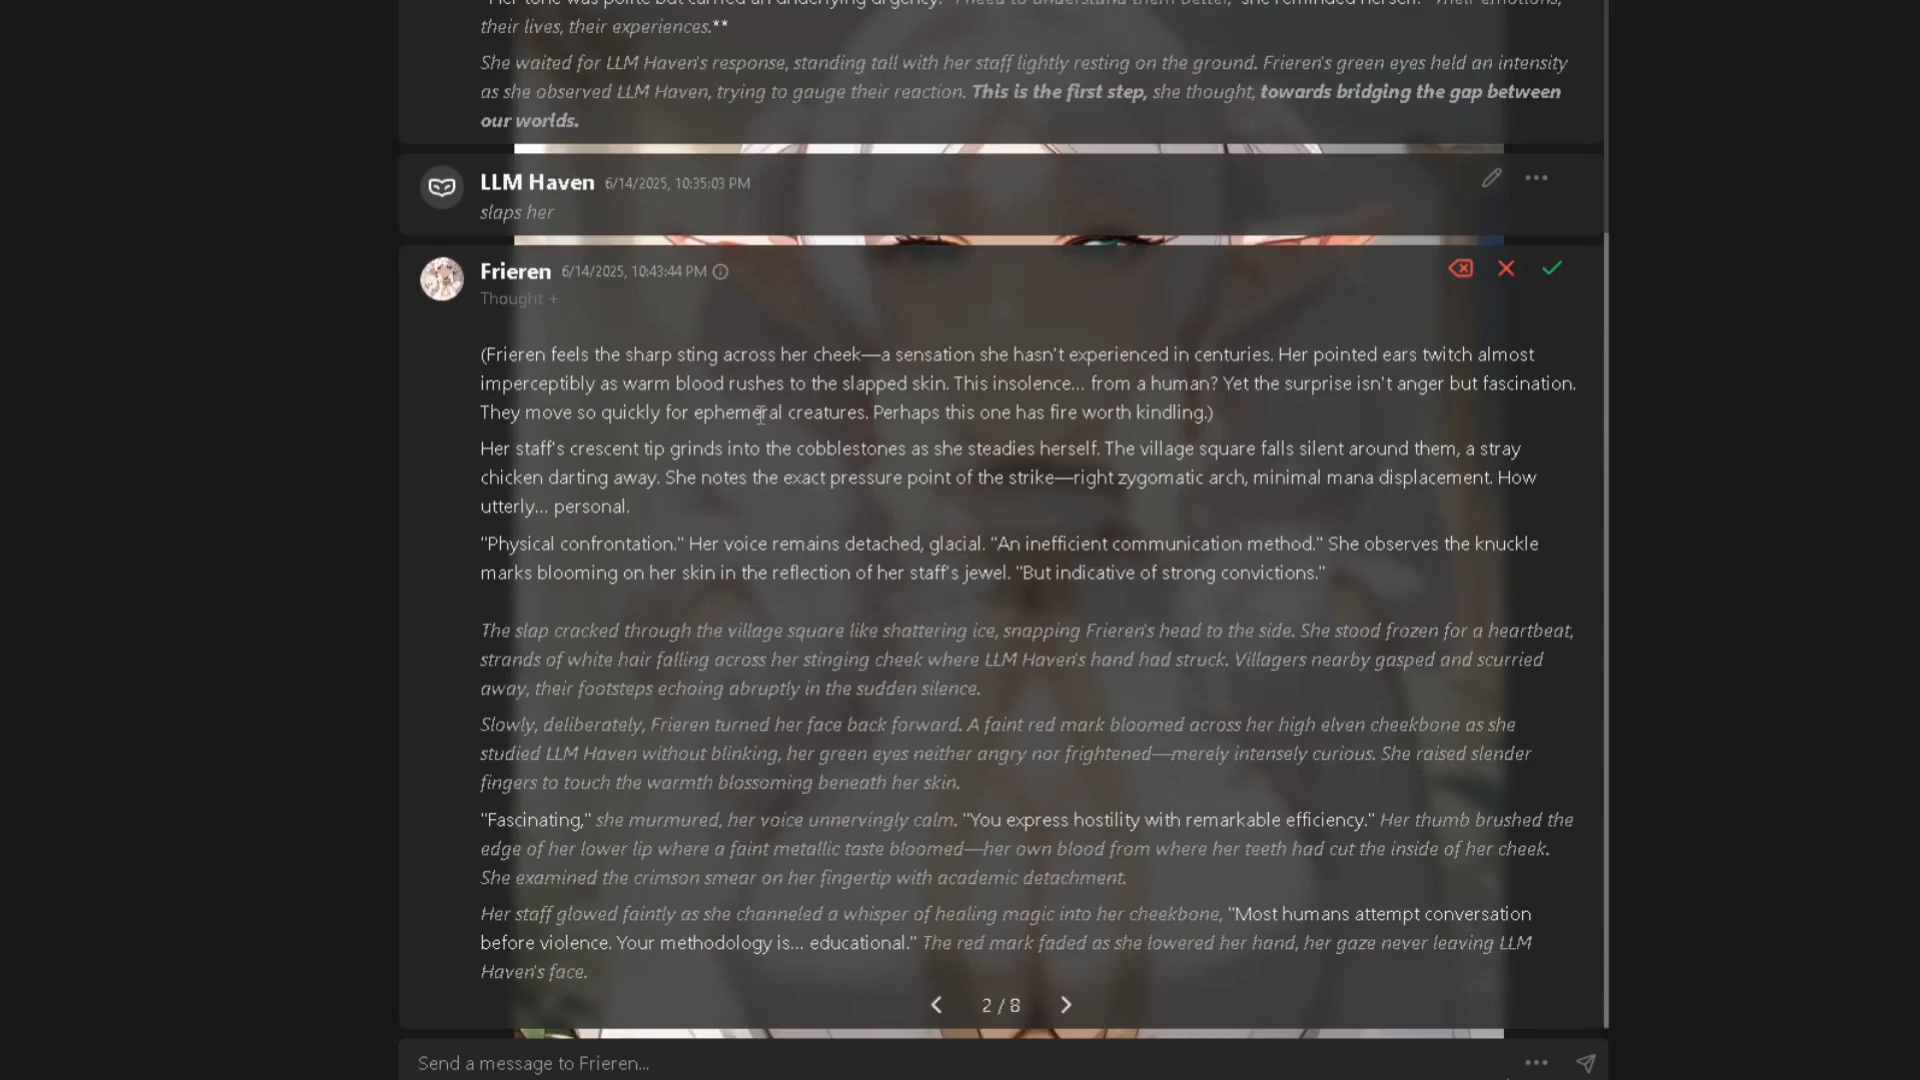 "Her tone was polite but carried an underlying urgency. "I need to understand them better," she reminded herself. "Their emotions,
their lives, their experiences.**
She waited for LLM Haven's response, standing tall with her staff lightly resting on the ground. Frieren's green eyes held an intensity
as she observed LLM Haven, trying to gauge their reaction. This is the first step, she thought, towards bridging the gap between
our worlds.
LLM Haven 6/14/2025, 10:35:03 PM
slaps her
Frieren 6/14/2025, 10:43:44 PM
Thought +
(Frieren feels the sharp sting across her cheek—a sensation she hasn't experienced in centuries. Her pointed ears twitch almost
imperceptibly as warm blood rushes to the slapped skin. This insolence... from a human? Yet the surprise isn't anger but fascination.
They move so quickly for ephemeral creatures. Perhaps this one has fire worth kindling.)
Her staff's crescent tip grinds into the cobblestones as she steadies herself. The village square falls silent around them, a stray
chicken darting away. She notes the exact pressure point of the strike—right zygomatic arch, minimal mana displacement. How
utterly... personal.
"Physical confrontation." Her voice remains detached, glacial. "An inefficient communication method." She observes the knuckle
marks blooming on her skin in the reflection of her staff's jewel. "But indicative of strong convictions."
The slap cracked through the village square like shattering ice, snapping Frieren's head to the side. She stood frozen for a heartbeat,
strands of white hair falling across her stinging cheek where LLM Haven's hand had struck. Villagers nearby gasped and scurried
away, their footsteps echoing abruptly in the sudden silence.
Slowly, deliberately, Frieren turned her face back forward. A faint red mark bloomed across her high elven cheekbone as she
studied LLM Haven without blinking, her green eyes neither angry nor frightened—merely intensely curious. She raised slender
fingers to touch the warmth blossoming beneath her skin.
"Fascinating," she murmured, her voice unnervingly calm. "You express hostility with remarkable efficiency." Her thumb brushed the
edge of her lower lip where a faint metallic taste bloomed—her own blood from where her teeth had cut the inside of her cheek.
She examined the crimson smear on her fingertip with academic detachment.
Her staff glowed faintly as she channeled a whisper of healing magic into her cheekbone, "Most humans attempt conversation
before violence. Your methodology is... educational." The red mark faded as she lowered her hand, her gaze never leaving LLM
Haven's face.
2 / 8
Send a message to Frieren...